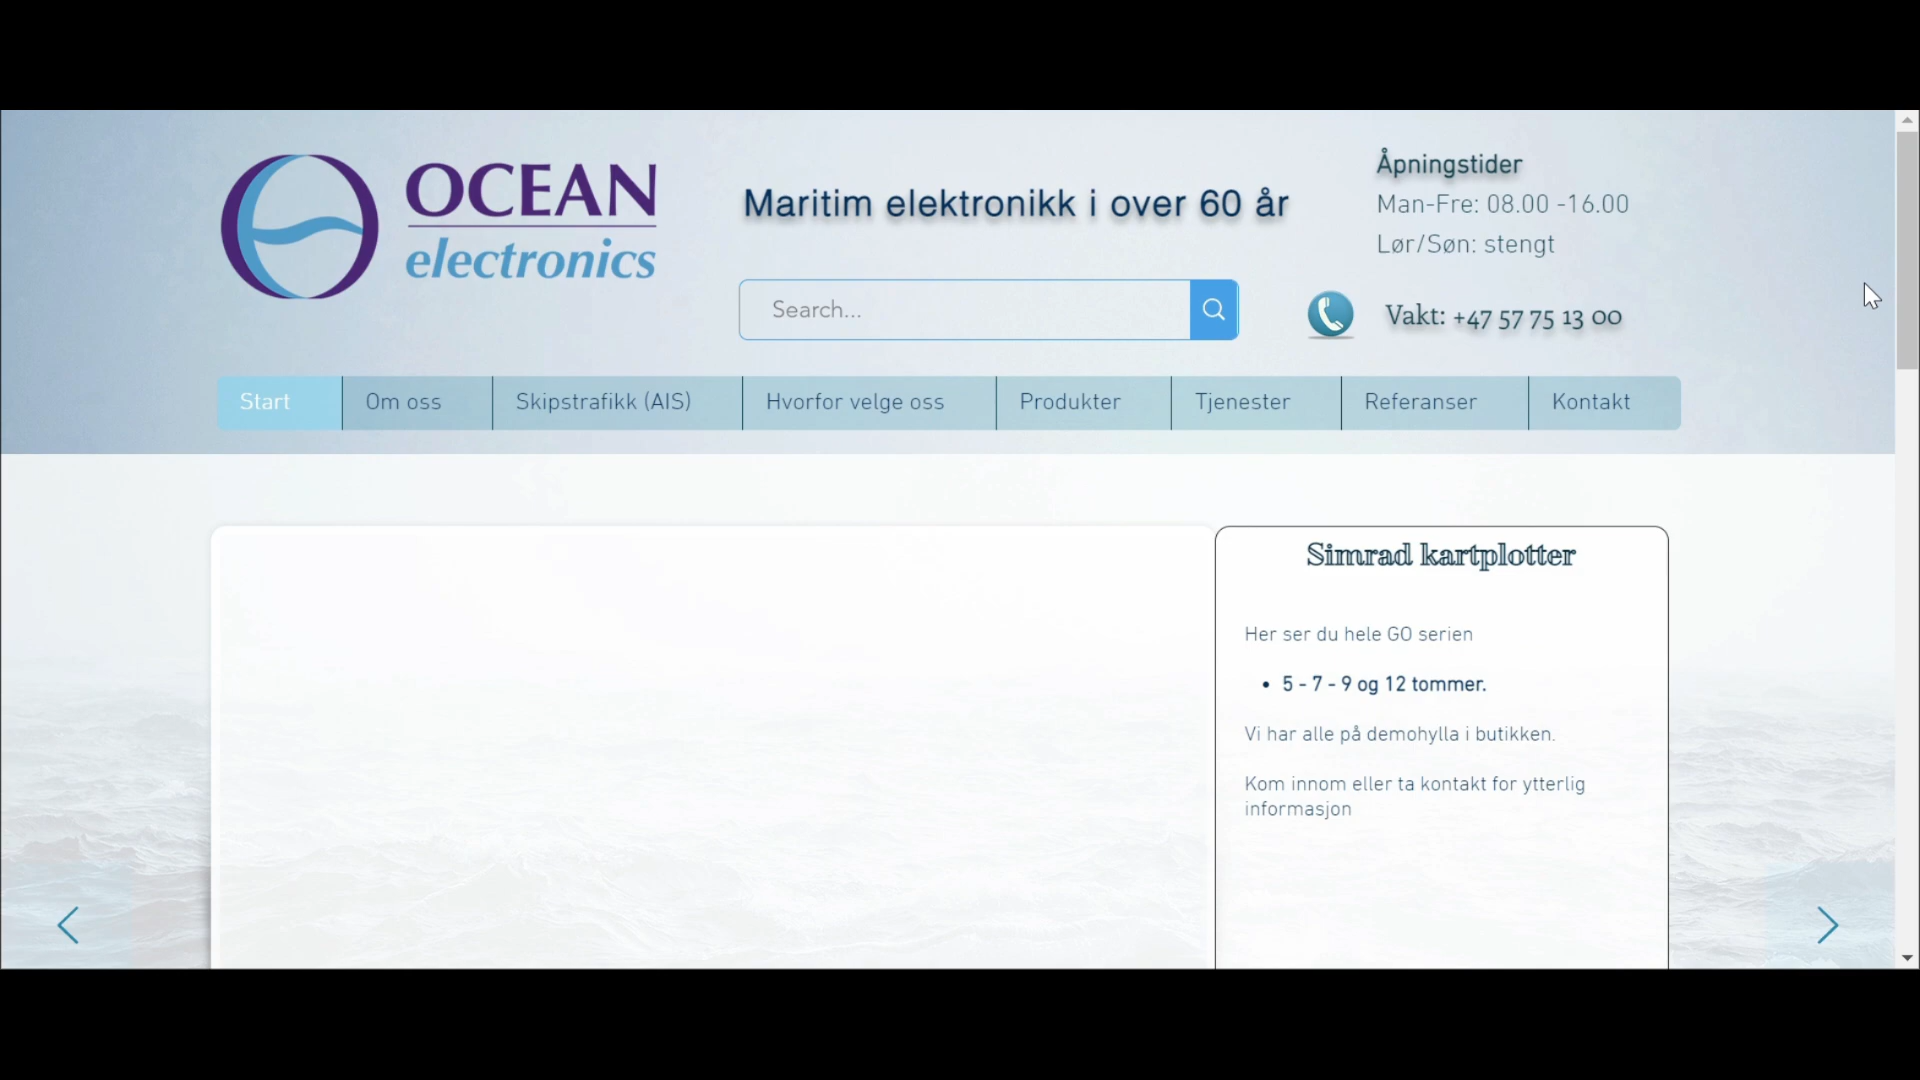 OCEAN
electronics
Maritim elektronikk i over 60 år
Search...
Åpningstider
Man-Fre: 08.00 -16.00
Lør/Søn: stengt
Vakt: +47 57 75 13 00
Start
Om oss
Skipstrafikk (AIS)
Hvorfor velge oss
Produkter
Tjenester
Referanser
Kontakt
Simrad kartplotter
Her ser du hele GO serien
• 5 - 7 - 9 og 12 tommer.
Vi har alle på demohylla i butikken.
Kom innom eller ta kontakt for ytterlig
informasjon